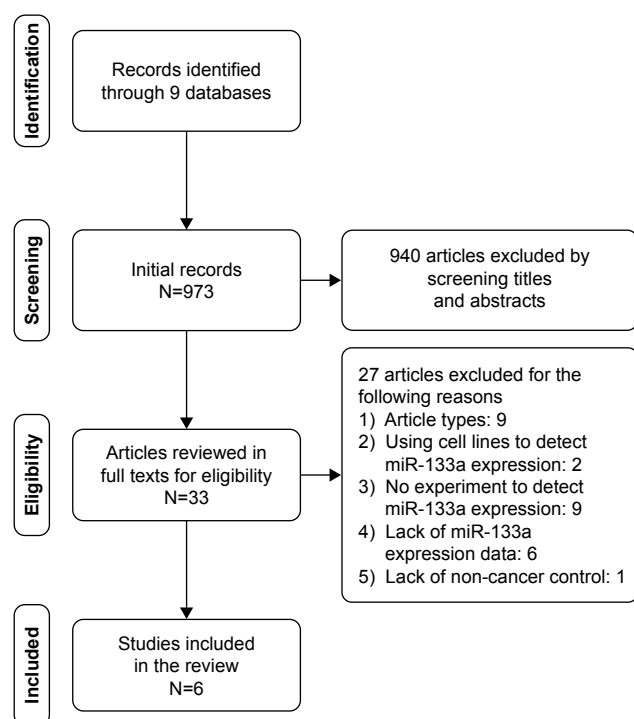 Identification
Records identified
through 9 databases
Screening
Initial records
N=973
940 articles excluded by
screening titles
and abstracts
Eligibility
Articles reviewed in
full texts for eligibility
N=33
27 articles excluded for the
following reasons
1) Article types: 9
2) Using cell lines to detect
miR-133a expression: 2
3) No experiment to detect
miR-133a expression: 9
4) Lack of miR-133a
expression data: 6
5) Lack of non-cancer control: 1
Included
Studies included
in the review
N=6